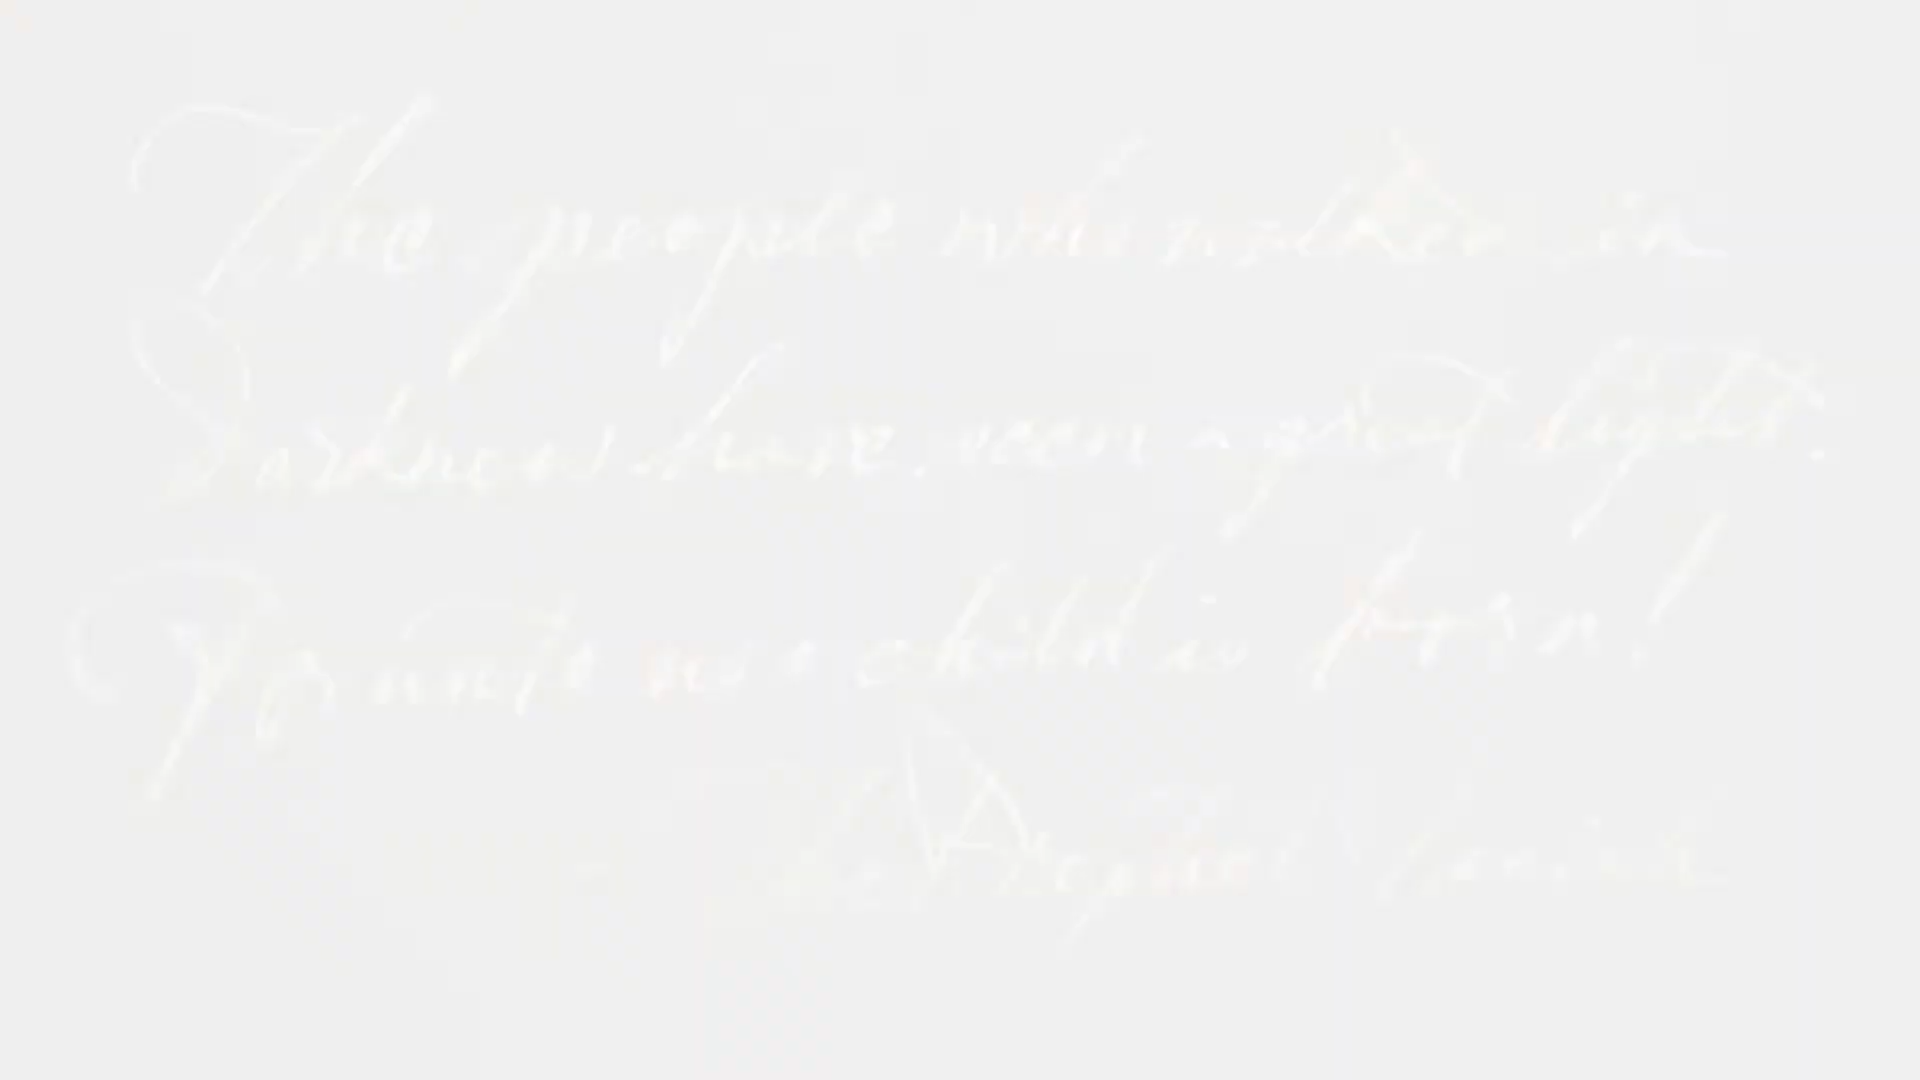 The people who walked in
Darkness have seen a great light.
For unto us a child is born!